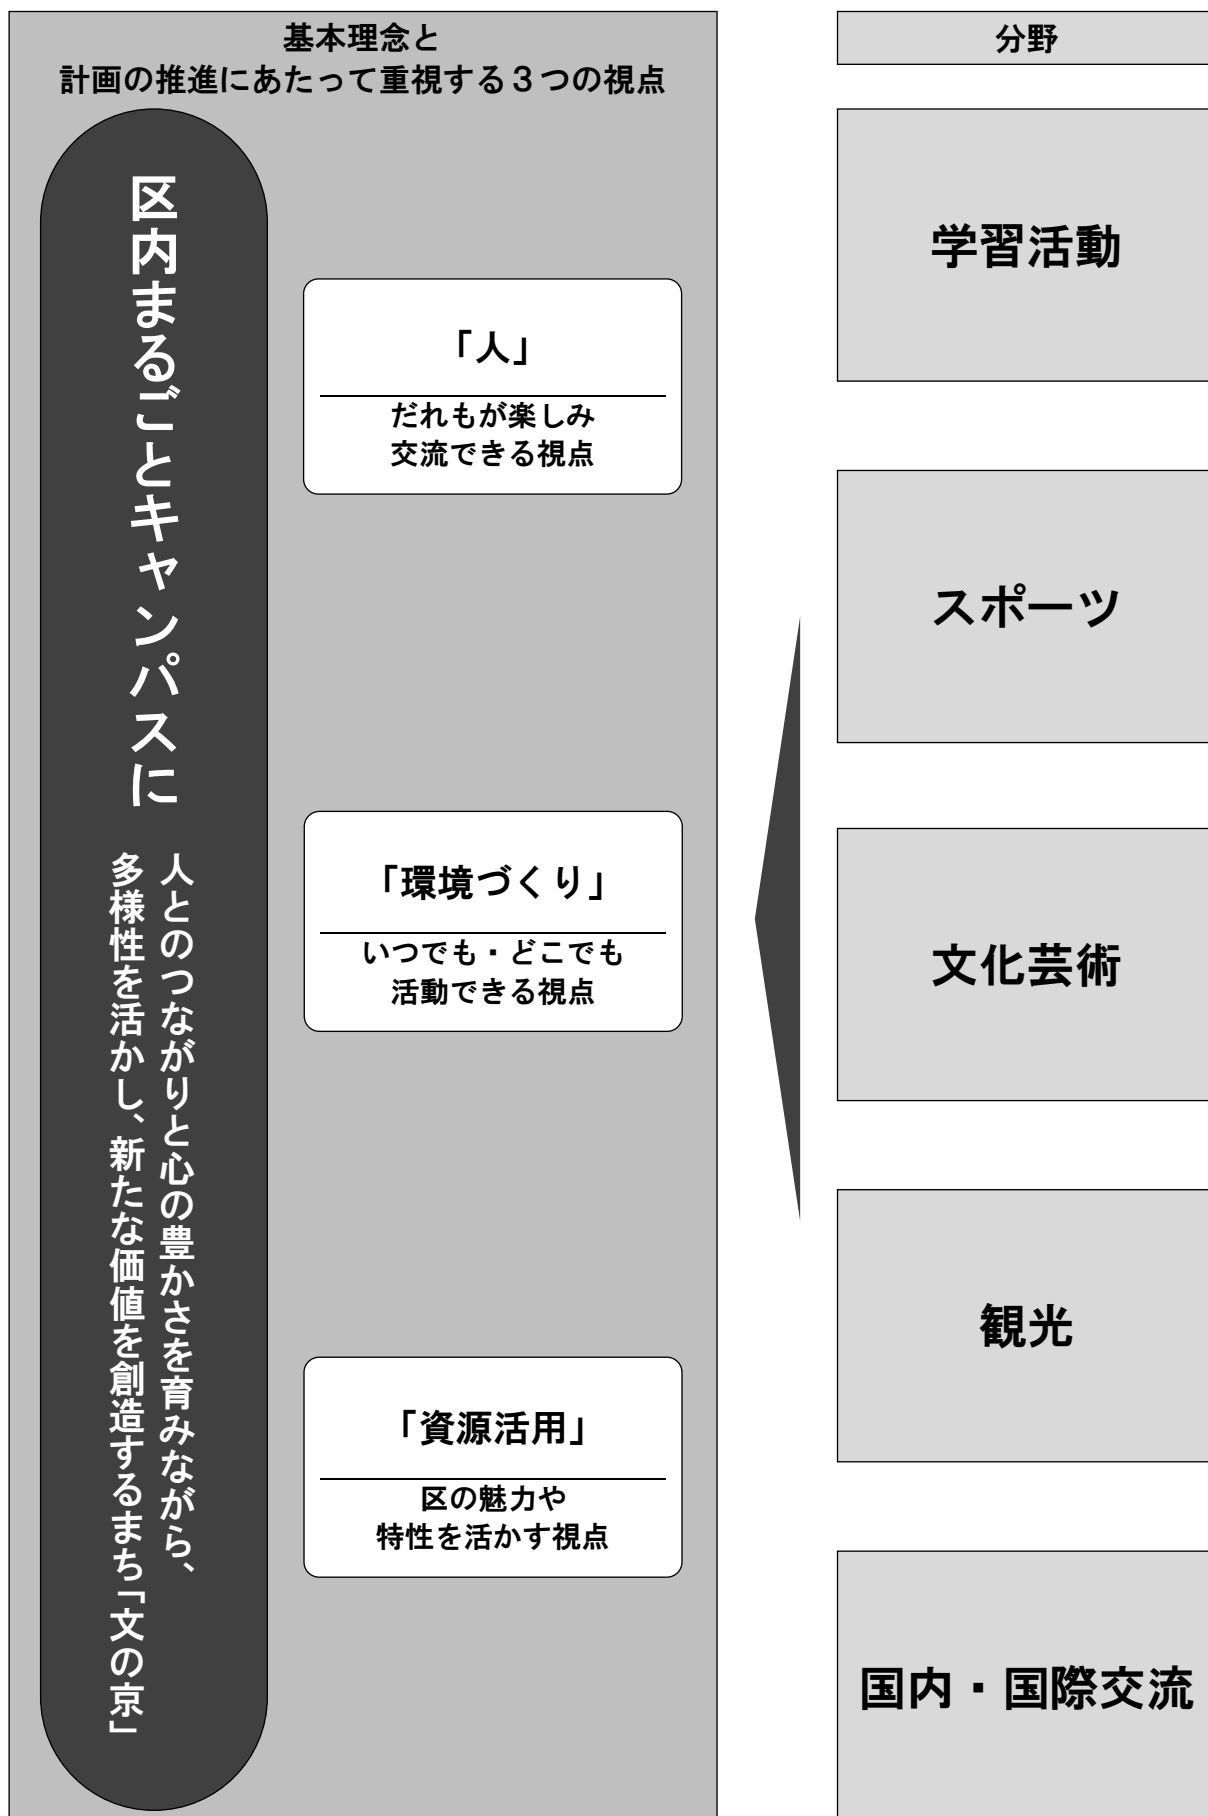 基本理念と
計画の推進にあたって重視する３つの視点
区内まるごとキャンパスに
人とのつながりと心の豊かさを育みながら、
多様性を活かし、新たな価値を創造するまち「文の京」
「人」
だれもが楽しみ
交流できる視点
「環境づくり」
いつでも・どこでも
活動できる視点
「資源活用」
区の魅力や
特性を活かす視点
分野
学習活動
スポーツ
文化芸術
観光
国内・国際交流